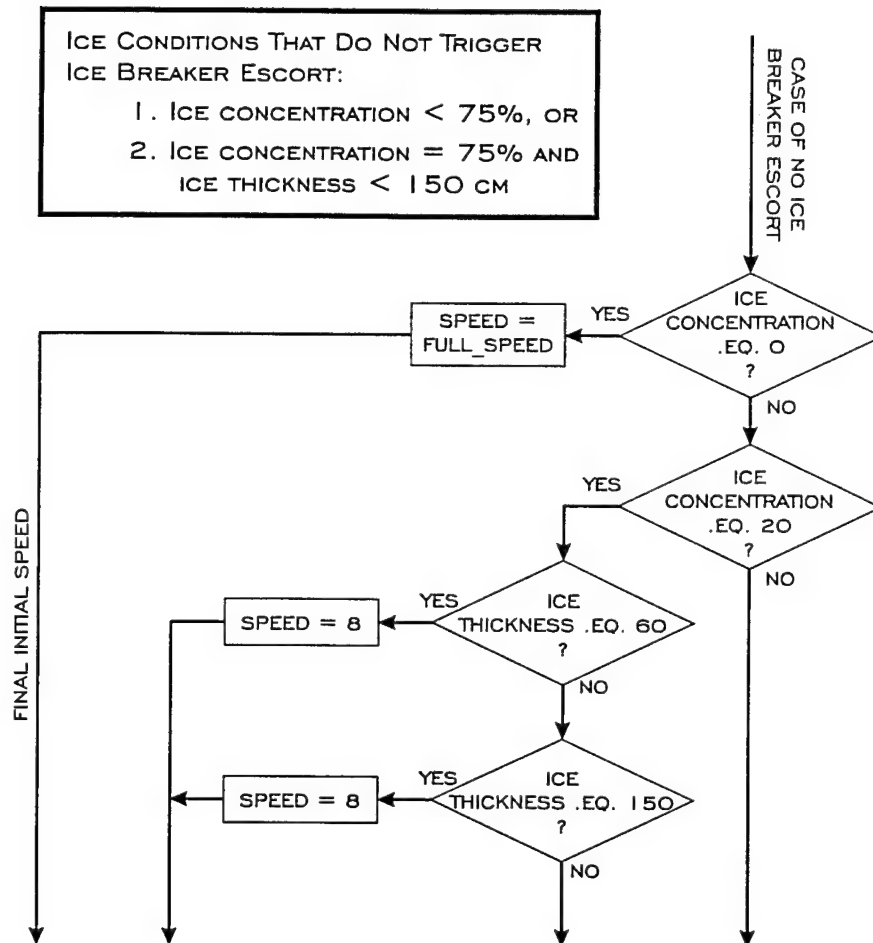 ICE CONDITIONS THAT DO NOT TRIGGER
ICE BREAKER ESCORT:
1. ICE CONCENTRATION < 75%, OR
2. ICE CONCENTRATION = 75% AND
ICE THICKNESS < 150 CM
CASE OF NO ICE
BREAKER ESCORT
ICE
CONCENTRATION
.EQ. 0
?
YES
SPEED =
FULL_SPEED
NO
ICE
CONCENTRATION
.EQ. 20
?
YES
NO
ICE
THICKNESS .EQ. 60
?
YES
SPEED = 8
NO
ICE
THICKNESS .EQ. 150
?
YES
SPEED = 8
NO
FINAL INITIAL SPEED